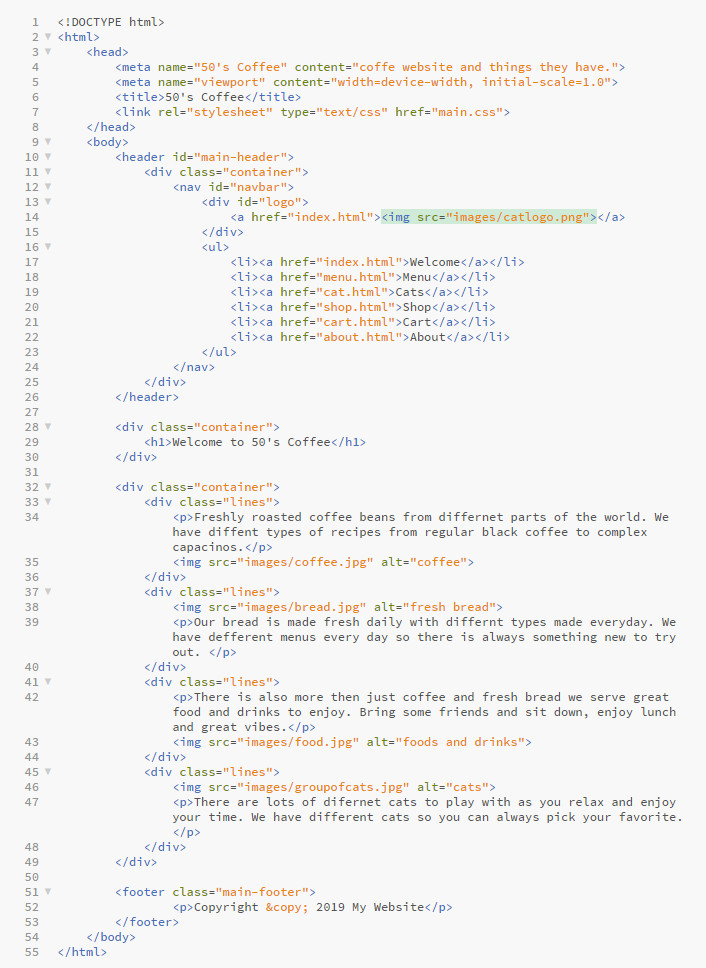 1 <!DOCTYPE html>
2 <html>
3 <head>
4 <meta name="50's Coffee" content="coffe website and things they have.">
5 <meta name="viewport" content="width=device-width, initial-scale=1.0">
6 <title>50's Coffee</title>
7 <link rel="stylesheet" type="text/css" href="main.css">
8 </head>
9 <body>
10 <header id="main-header">
11 <div class="container">
12 <nav id="navbar">
13 <div id="logo">
14 <a href="index.html"><img src="images/catlogo.png"></a>
15 </div>
16 <ul>
17 <li><a href="index.html">Welcome</a></li>
18 <li><a href="menu.html">Menu</a></li>
19 <li><a href="cat.html">Cats</a></li>
20 <li><a href="shop.html">Shop</a></li>
21 <li><a href="cart.html">Cart</a></li>
22 <li><a href="about.html">About</a></li>
23 </ul>
24 </nav>
25 </div>
26 </header>
27
28 <div class="container">
29 <h1>Welcome to 50's Coffee</h1>
30 </div>
31
32 <div class="container">
33 <div class="lines">
34 <p>Freshly roasted coffee beans from differnet parts of the world. We
have diffent types of recipes from regular black coffee to complex
capacinos.</p>
35 <img src="images/coffee.jpg" alt="coffee">
36 </div>
37 <div class="lines">
38 <img src="images/bread.jpg" alt="fresh bread">
39 <p>Our bread is made fresh daily with differnt types made everyday. We
have defferent menus every day so there is always something new to try
out. </p>
40 </div>
41 <div class="lines">
42 <p>There is also more then just coffee and fresh bread we serve great
food and drinks to enjoy. Bring some friends and sit down, enjoy lunch
and great vibes.</p>
43 <img src="images/food.jpg" alt="foods and drinks">
44 </div>
45 <div class="lines">
46 <img src="images/groupofcats.jpg" alt="cats">
47 <p>There are lots of difernet cats to play with as you relax and enjoy
your time. We have different cats so you can always pick your favorite.
</p>
48 </div>
49 </div>
50
51 <footer class="main-footer">
52 <p>Copyright &copy; 2019 My Website</p>
53 </footer>
54 </body>
55 </html>